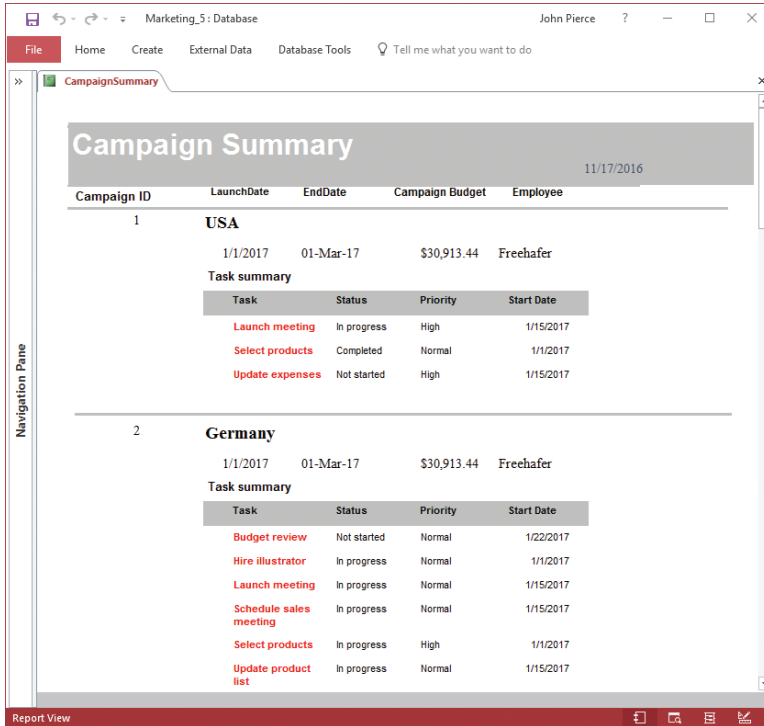 Marketing_5 : Database John Pierce ?
File Home Create External Data Database Tools Tell me what you want to do
CampaignSummary
Navigation Pane
Campaign Summary
11/17/2016
Campaign ID LaunchDate EndDate Campaign Budget Employee
1 USA
1/1/2017 01-Mar-17 $30,913.44 Freehafer
Task summary
Task Status Priority Start Date
Launch meeting In progress High 1/15/2017
Select products Completed Normal 1/1/2017
Update expenses Not started High 1/15/2017
2 Germany
1/1/2017 01-Mar-17 $30,913.44 Freehafer
Task summary
Task Status Priority Start Date
Budget review Not started Normal 1/22/2017
Hire illustrator In progress Normal 1/1/2017
Launch meeting In progress Normal 1/15/2017
Schedule sales In progress Normal 1/15/2017
meeting
Select products In progress High 1/1/2017
Update product In progress Normal 1/15/2017
list
Report View